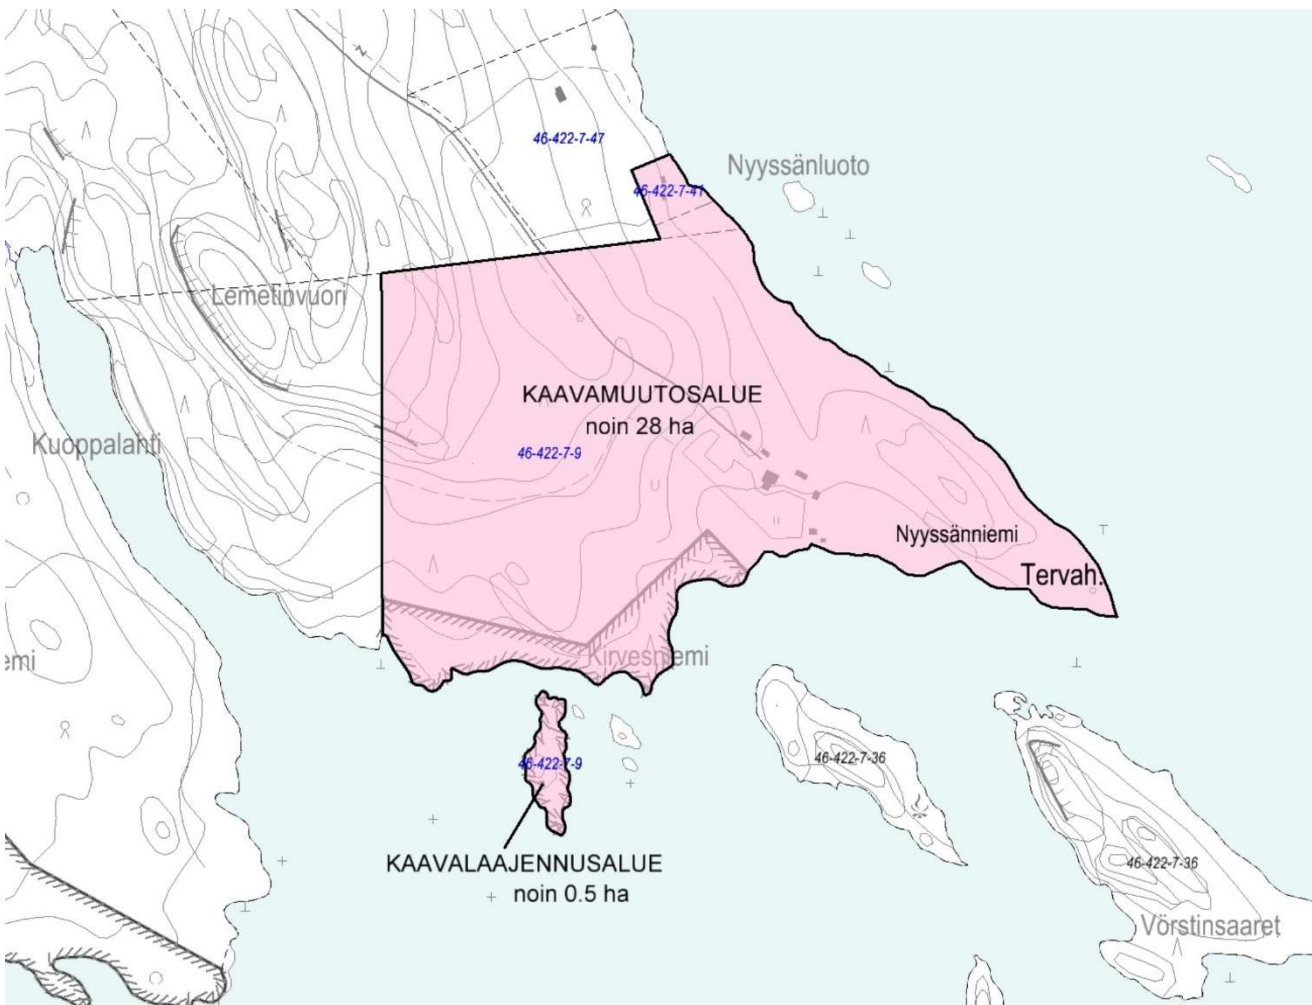 46-422-7-47
Nyyssänluoto
46-422-7-41
Lemetinvuori
KAAVAMUUTOSALUE
noin 28 ha
Kuoppalahti
46-422-7-9
Nyyssänniemi
Tervah.
emi
Kirvesniemi
46-422-7-9
46-422-7-36
KAAVALAAJENNUSALUE
noin 0.5 ha
46-422-7-36
Vörstinsaaret